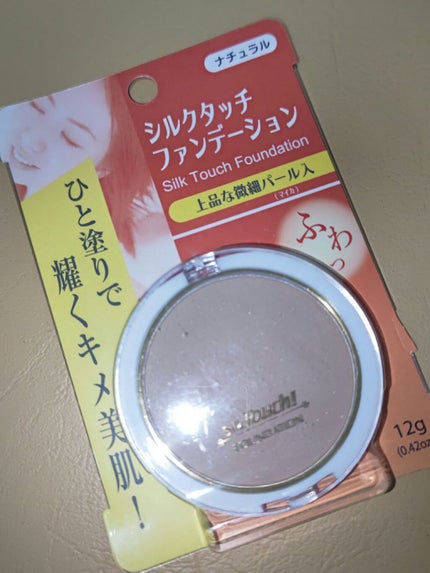 ナチュラル
シルクタッチ
ファンデーション
Silk Touch Foundation
上品な微細パール入
(マイカ)
ひと塗りで
耀くキメ美肌!
ふわっ
Touch!
FOUNDATION
12g
(0.42oz